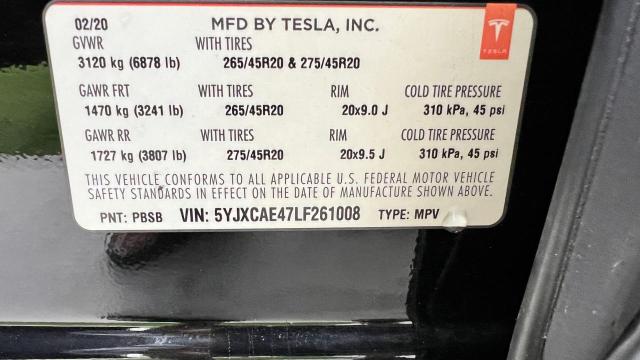 02/20 MFD BY TESLA, INC.
GVWR WITH TIRES
3120 kg (6878 lb) 265/45R20 & 275/45R20
TESLA
GAWR FRT WITH TIRES RIM COLD TIRE PRESSURE
1470 kg (3241 lb) 265/45R20 20x9.0 J 310 kPa, 45 psi
GAWR RR WITH TIRES COLD TIRE PRESSURE
1727 kg (3807 lb) 275/45R20 20x9.5 J 310 kPa, 45 psi
THIS VEHICLE CONFORMS TO ALL APPLICABLE U.S. FEDERAL MOTOR VEHICLE
SAFETY STANDARDS IN EFFECT ON THE DATE OF MANUFACTURE SHOWN ABOVE.
PNT: PBSB VIN: 5YJXCAE47LF261008 TYPE: MPV